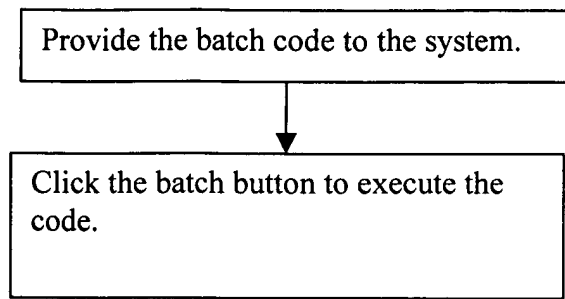 Provide the batch code to the system.
Click the batch button to execute the
code.